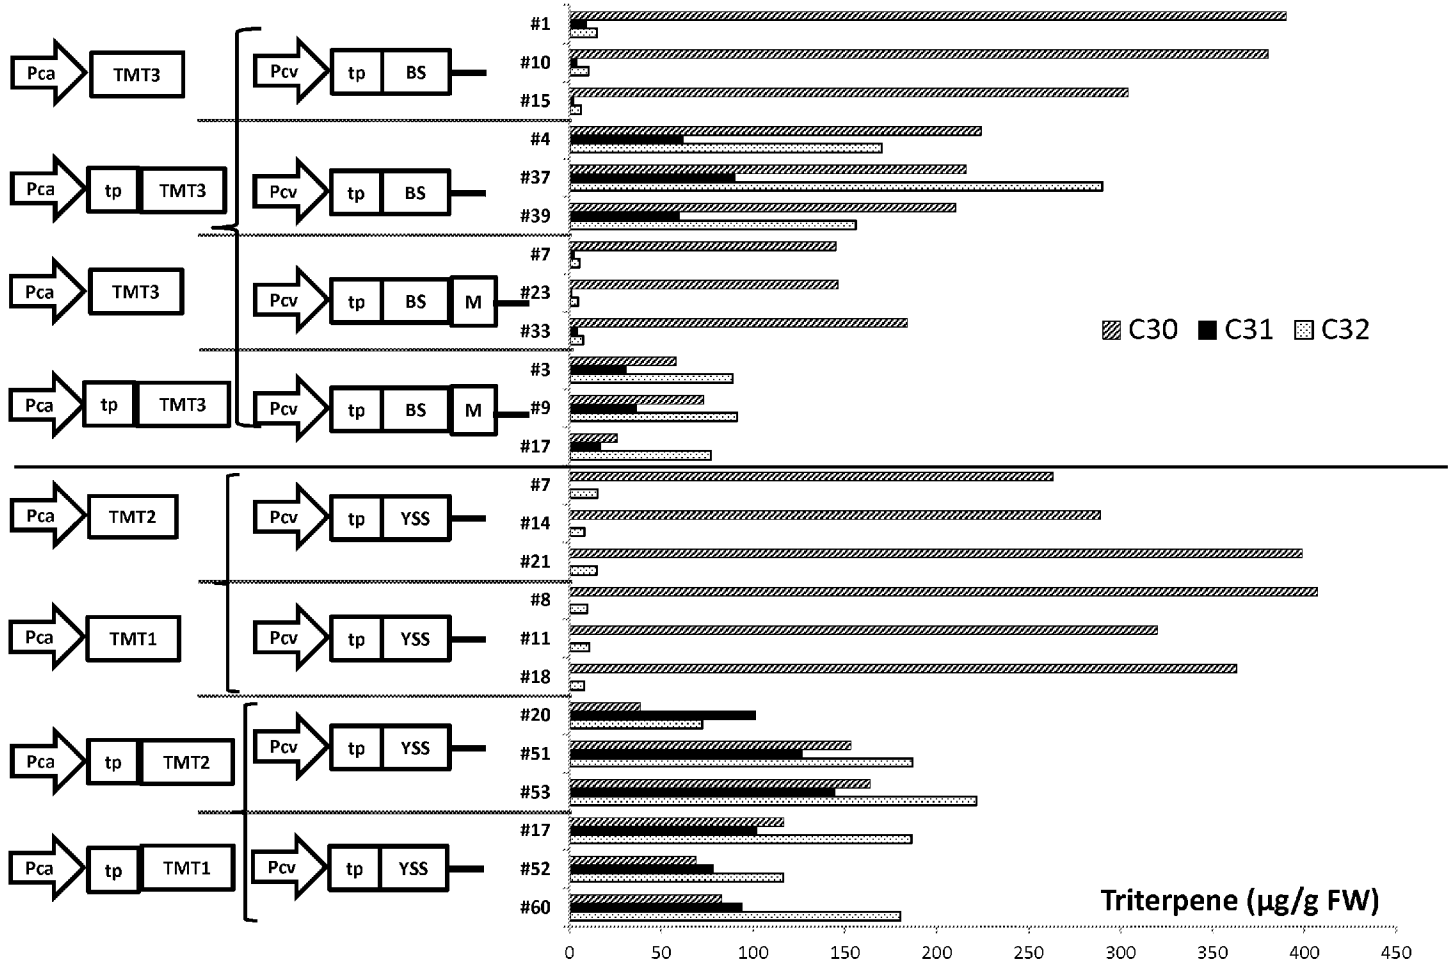 #1
Pca TMT3 Pcv tp BS #10
#15
#4
Pca tp TMT3 Pcv tp BS #37
#39
#7
Pca TMT3 Pcv tp BS M #23
#33
C30 C31 C32
#3
Pca tp TMT3 Pcv tp BS M #9
#17
#7
Pca TMT2 Pcv tp YSS #14
#21
#8
Pca TMT1 Pcv tp YSS #11
#18
#20
Pca tp TMT2 Pcv tp YSS #51
#53
#17
Pca tp TMT1 Pcv tp YSS #52
#60
Triterpene (µg/g FW)
0 50 100 150 200 250 300 350 400 450